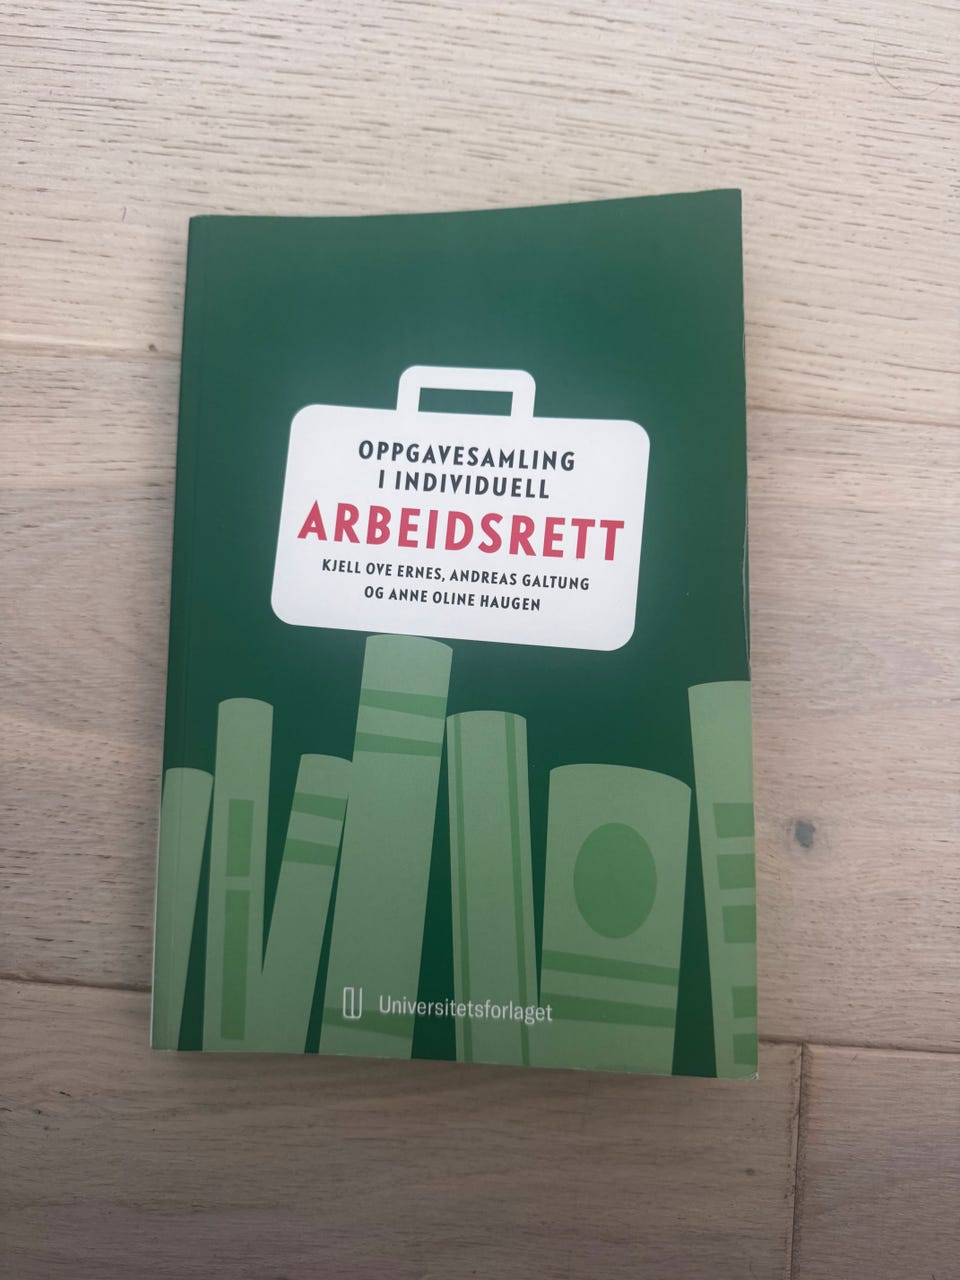 OPPGAVESAMLING
I INDIVIDUELL
ARBEIDSRETT
KJELL OVE ERNES, ANDREAS GALTUNG
OG ANNE OLINE HAUGEN
Universitetsforlaget